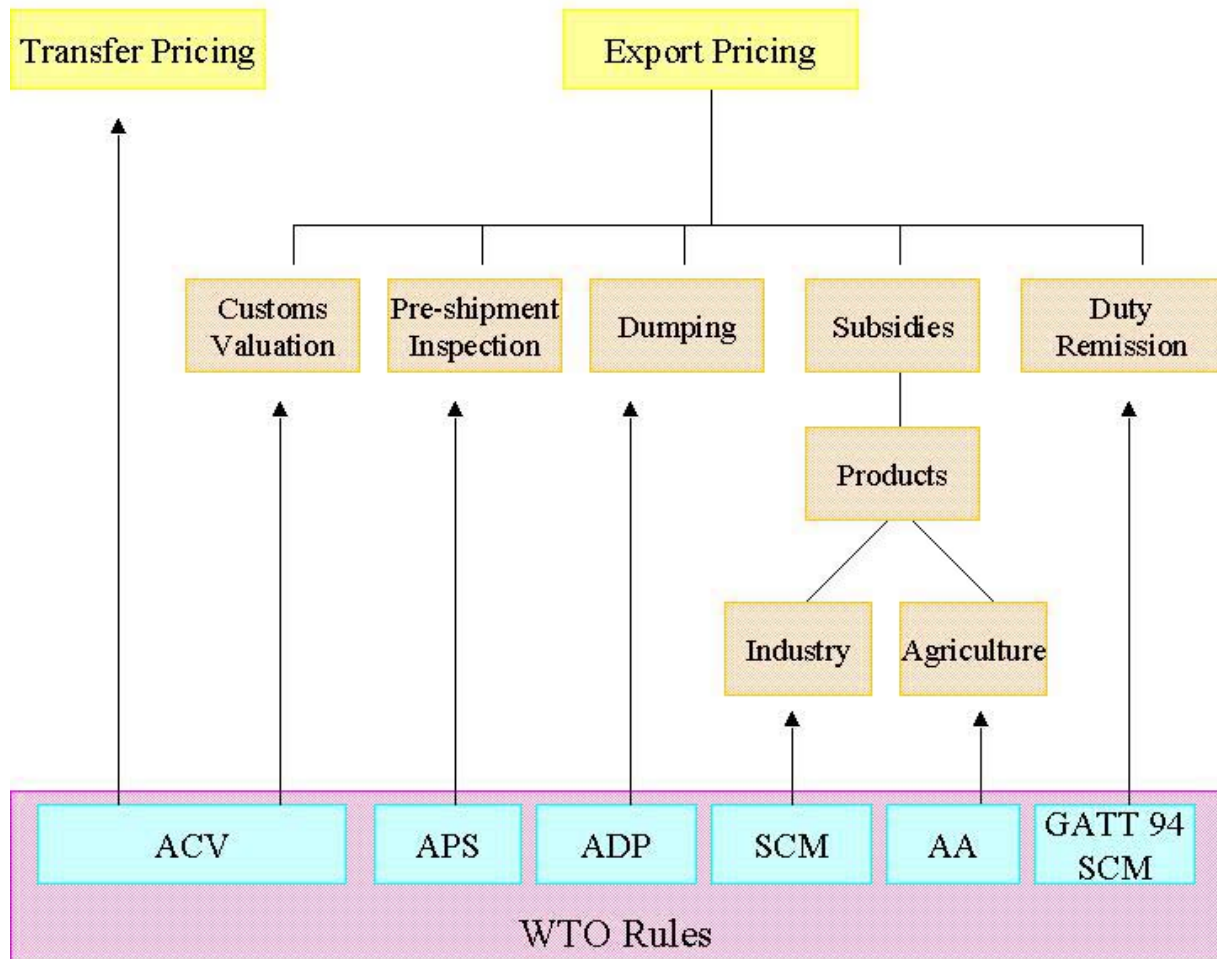 Transfer Pricing
Export Pricing
Customs
Valuation
Pre-shipment
Inspection
Dumping
Subsidies
Duty
Remission
Products
Industry
Agriculture
ACV
APS
ADP
SCM
AA
GATT 94
SCM
WTO Rules